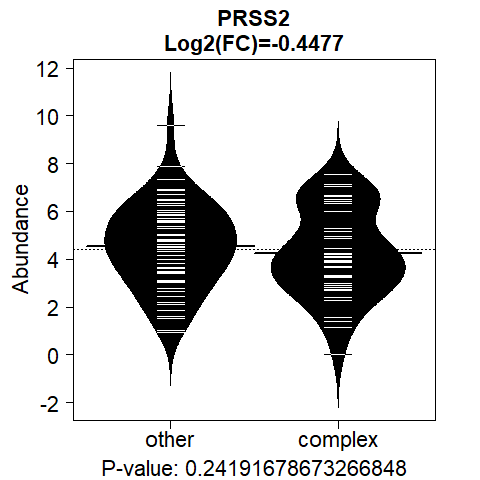 PRSS2
Log2(FC)=-0.4477
Abundance
12
10
8
6
4
2
0
-2
other complex
P-value: 0.24191678673266848